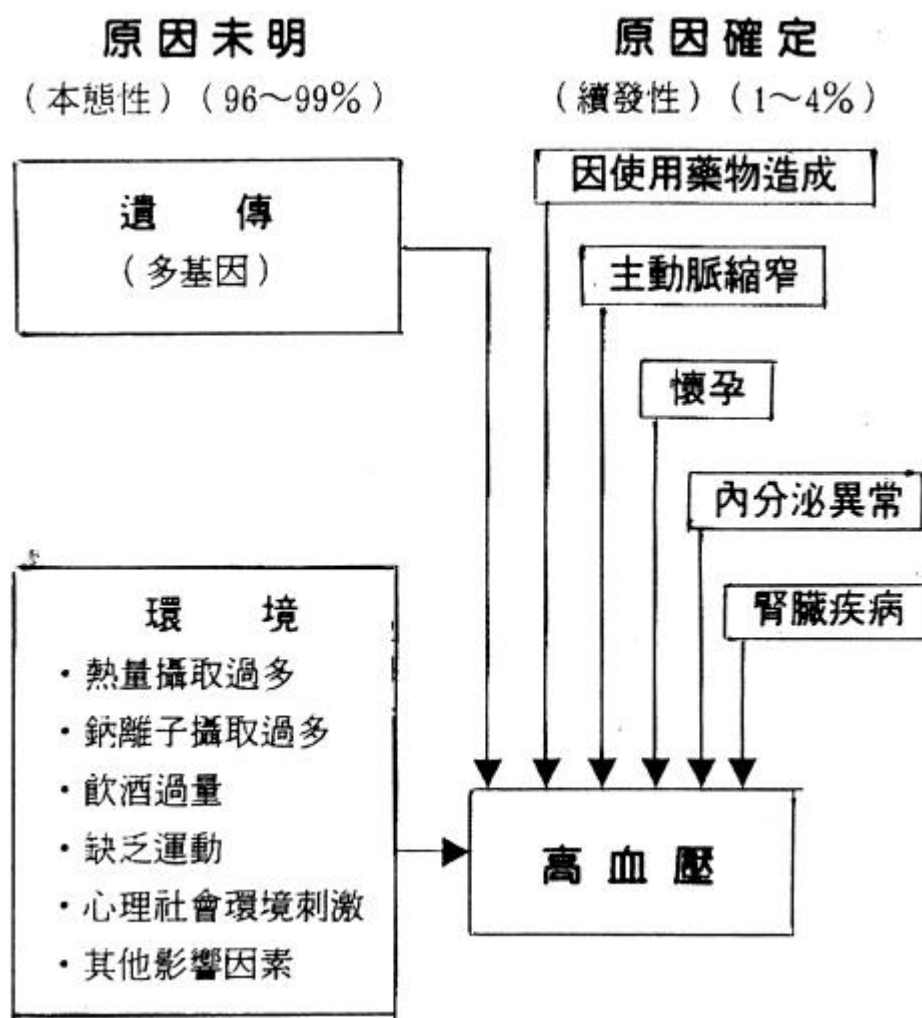 原因未明
（本態性）（96～99%）
遺 傳
（多基因）
環 境
・熱量攝取過多
・鈉離子攝取過多
・飲酒過量
・缺乏運動
・心理社會環境刺激
・其他影響因素
原因確定
（續發性）（1～4%）
因使用藥物造成
主動脈縮窄
懷孕
內分泌異常
腎臟疾病
高血壓